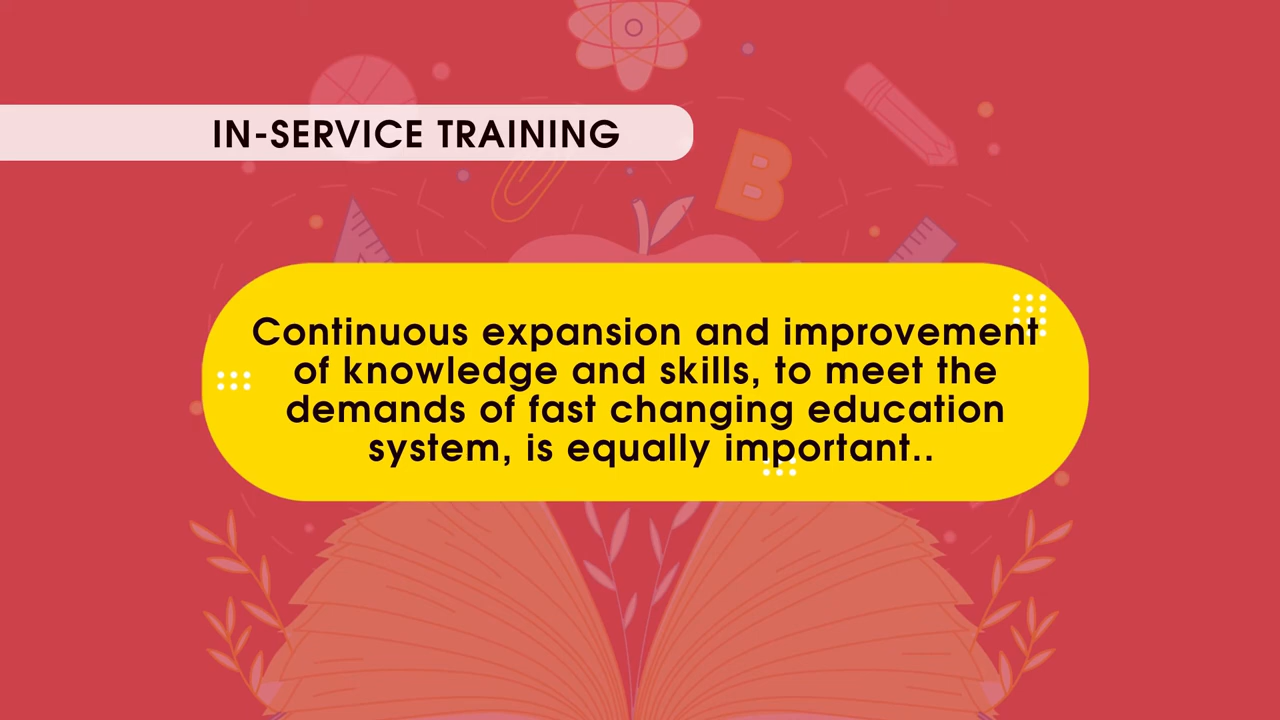 IN-SERVICE TRAINING
B
Continuous expansion and improvement
of knowledge and skills, to meet the
demands of fast changing education
system, is equally important..